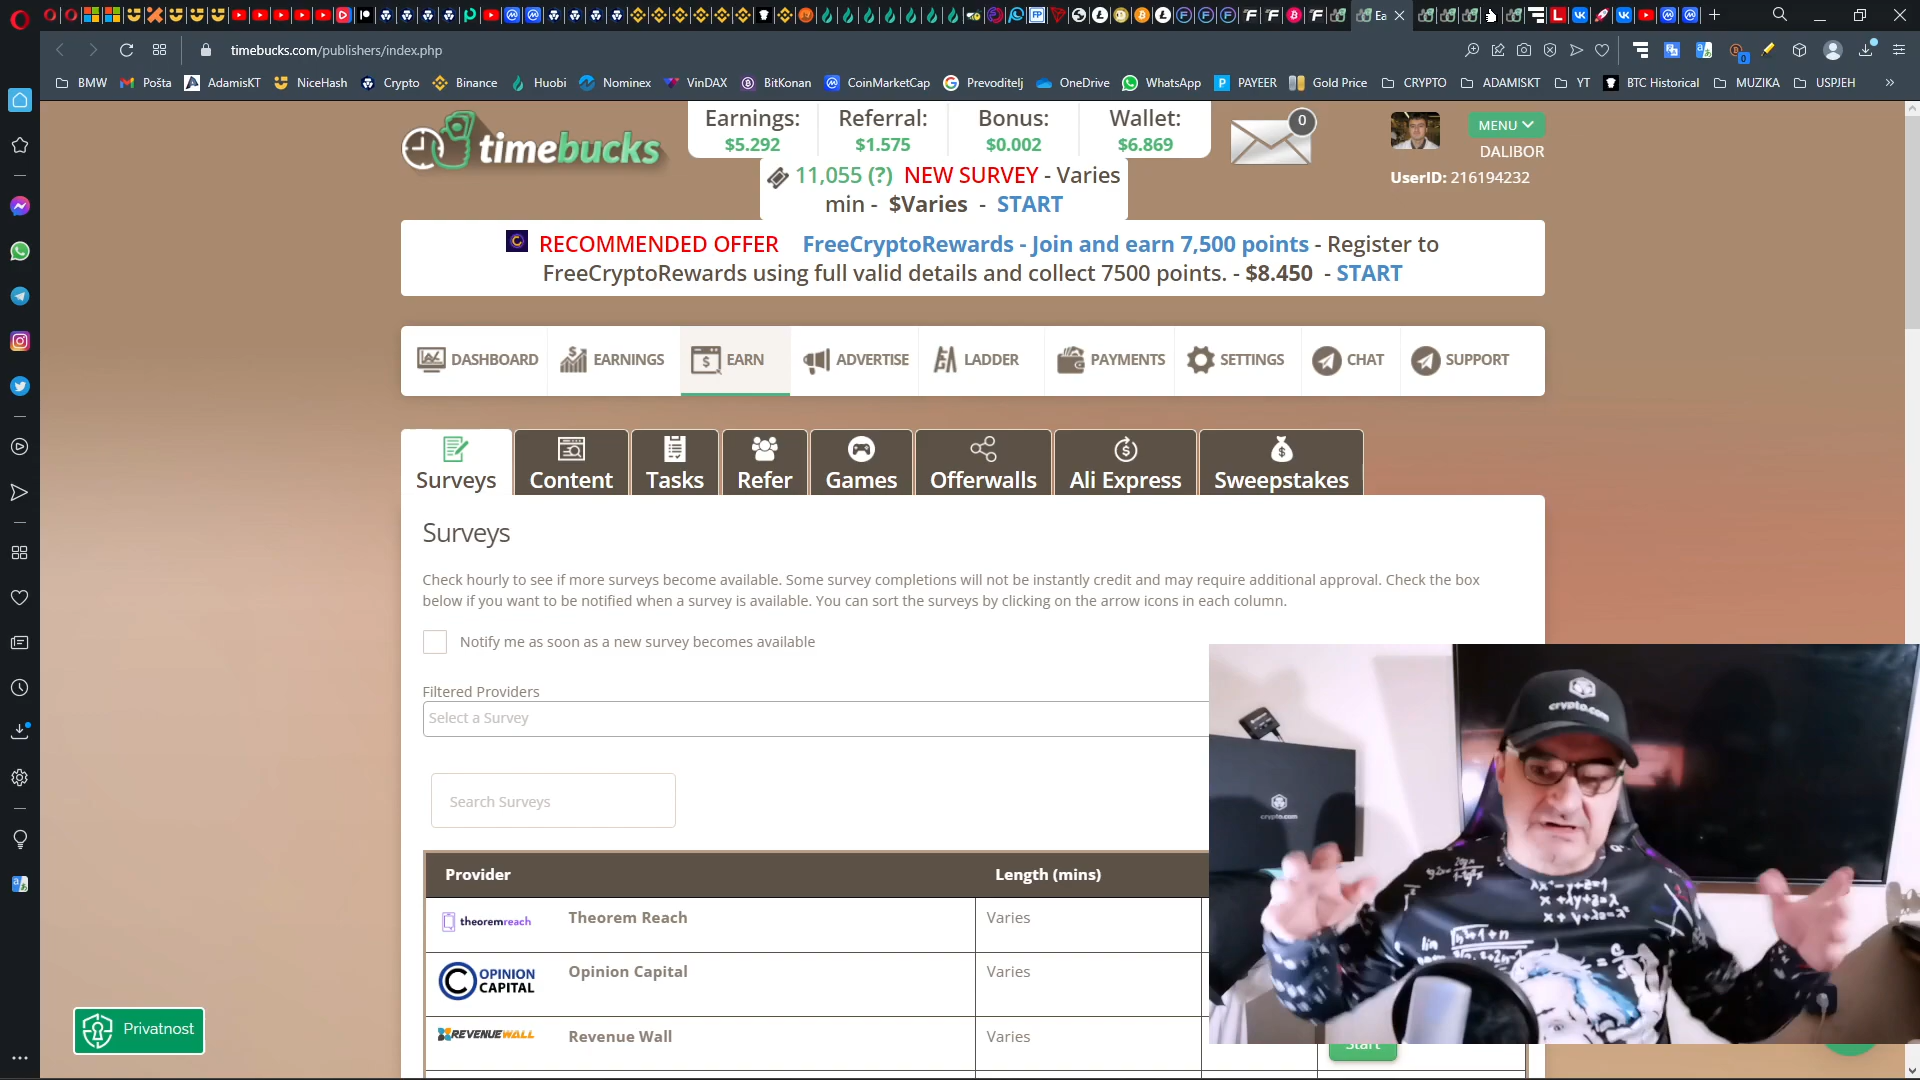 timebucks.com/publishers/index.php
BMW Pošta AdamisKT NiceHash Crypto Binance Huobi Nominex VinDAX BitKonan CoinMarketCap Prevoditelj OneDrive WhatsApp PAYEER Gold Price CRYPTO ADAMISKT YT BTC Historical MUZIKA USPJEH
timebucks
Earnings: Referral: Bonus: Wallet:
$5.292 $1.575 $0.002 $6.869
0
MENU
DALIBOR
UserID: 216194232
11,055 (?) NEW SURVEY - Varies
min - $Varies - START
RECOMMENDED OFFER FreeCryptoRewards - Join and earn 7,500 points - Register to
FreeCryptoRewards using full valid details and collect 7500 points. - $8.450 - START
DASHBOARD EARNINGS EARN ADVERTISE LADDER PAYMENTS SETTINGS CHAT SUPPORT
Surveys Content Tasks Refer Games Offerwalls Ali Express Sweepstakes
Surveys
Check hourly to see if more surveys become available. Some survey completions will not be instantly credit and may require additional approval. Check the box
below if you want to be notified when a survey is available. You can sort the surveys by clicking on the arrow icons in each column.
Notify me as soon as a new survey becomes available
Filtered Providers
Select a Survey
Search Surveys
Provider Length (mins)
theoremreach Theorem Reach Varies
OPINION CAPITAL Opinion Capital Varies
REVENUEWALL Revenue Wall Varies
Start
Privatnost
crypto.com
crypto.com